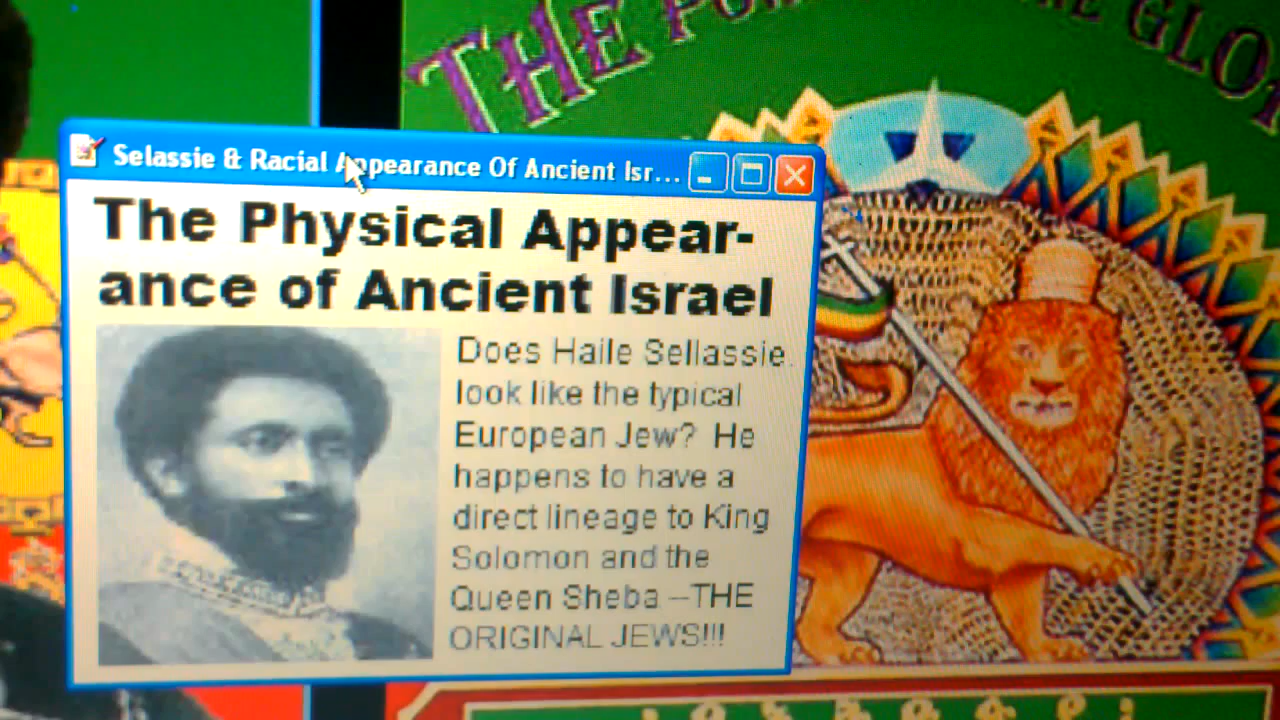 THE
GLO
Selassie & Racial Appearance Of Ancient Isr...
The Physical Appear-
ance of Ancient Israel
Does Haile Sellassie
look like the typical
European Jew? He
happens to have a
direct lineage to King
Solomon and the
Queen Sheba --THE
ORIGINAL JEWS!!!